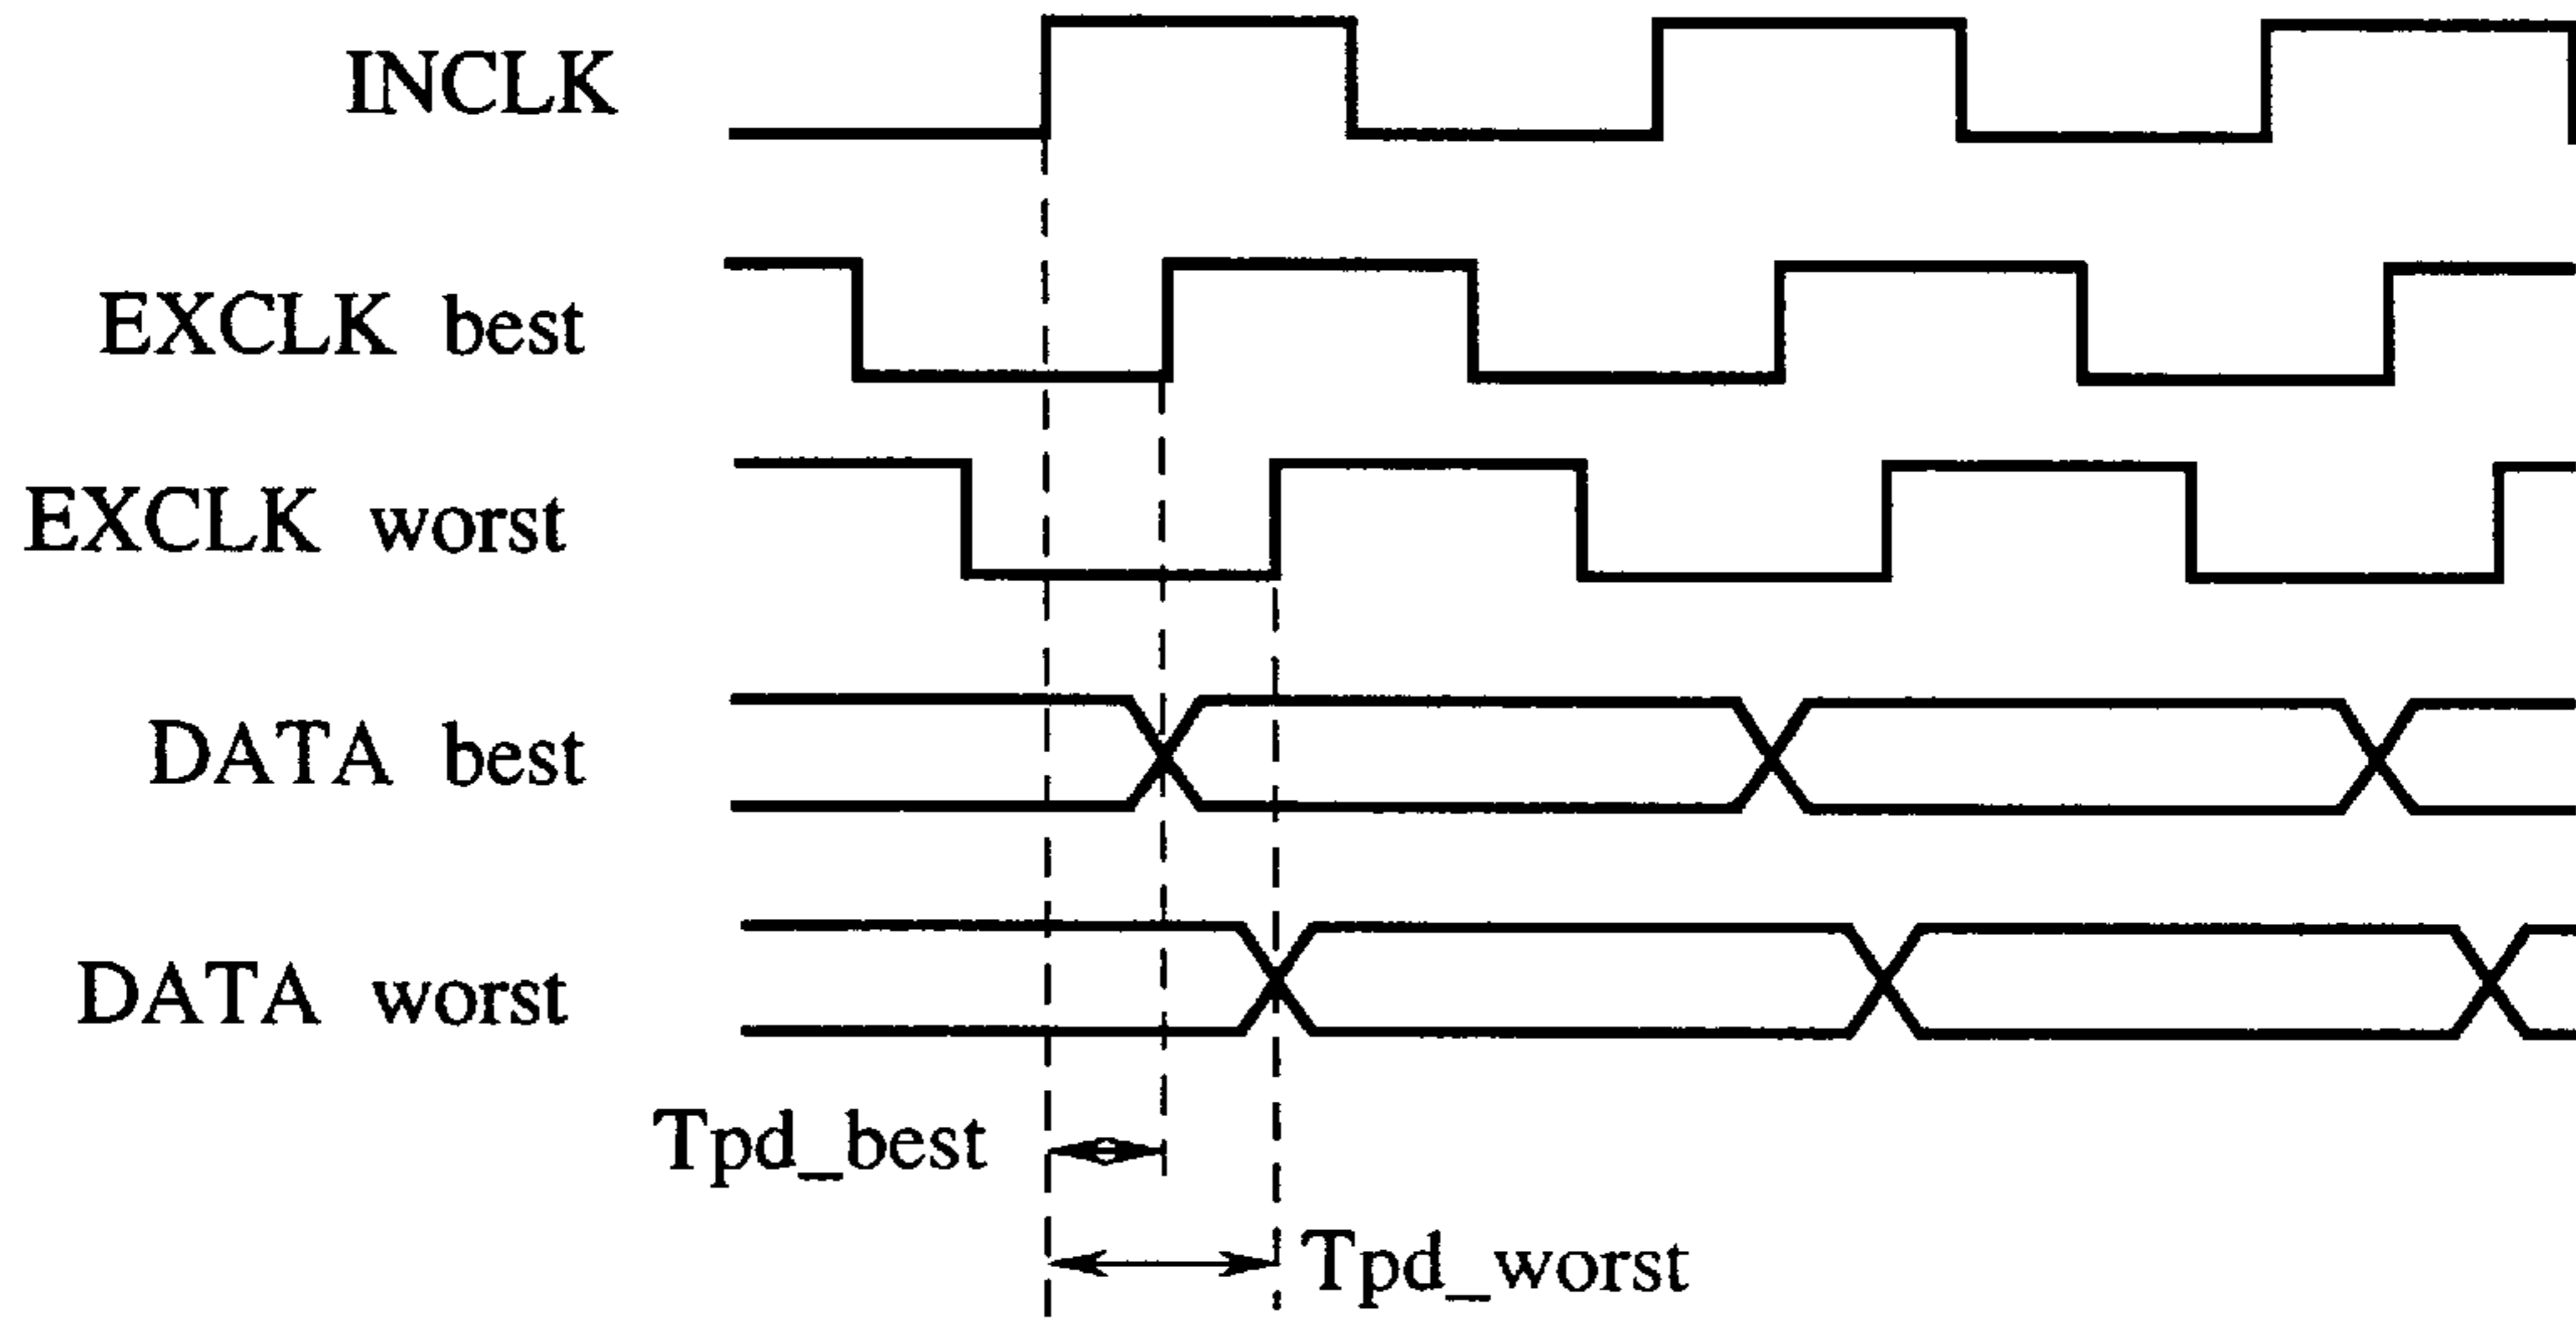 INCLK
EXCLK best
EXCLK worst
DATA best
DATA worst
Tpd_best
Tpd_worst